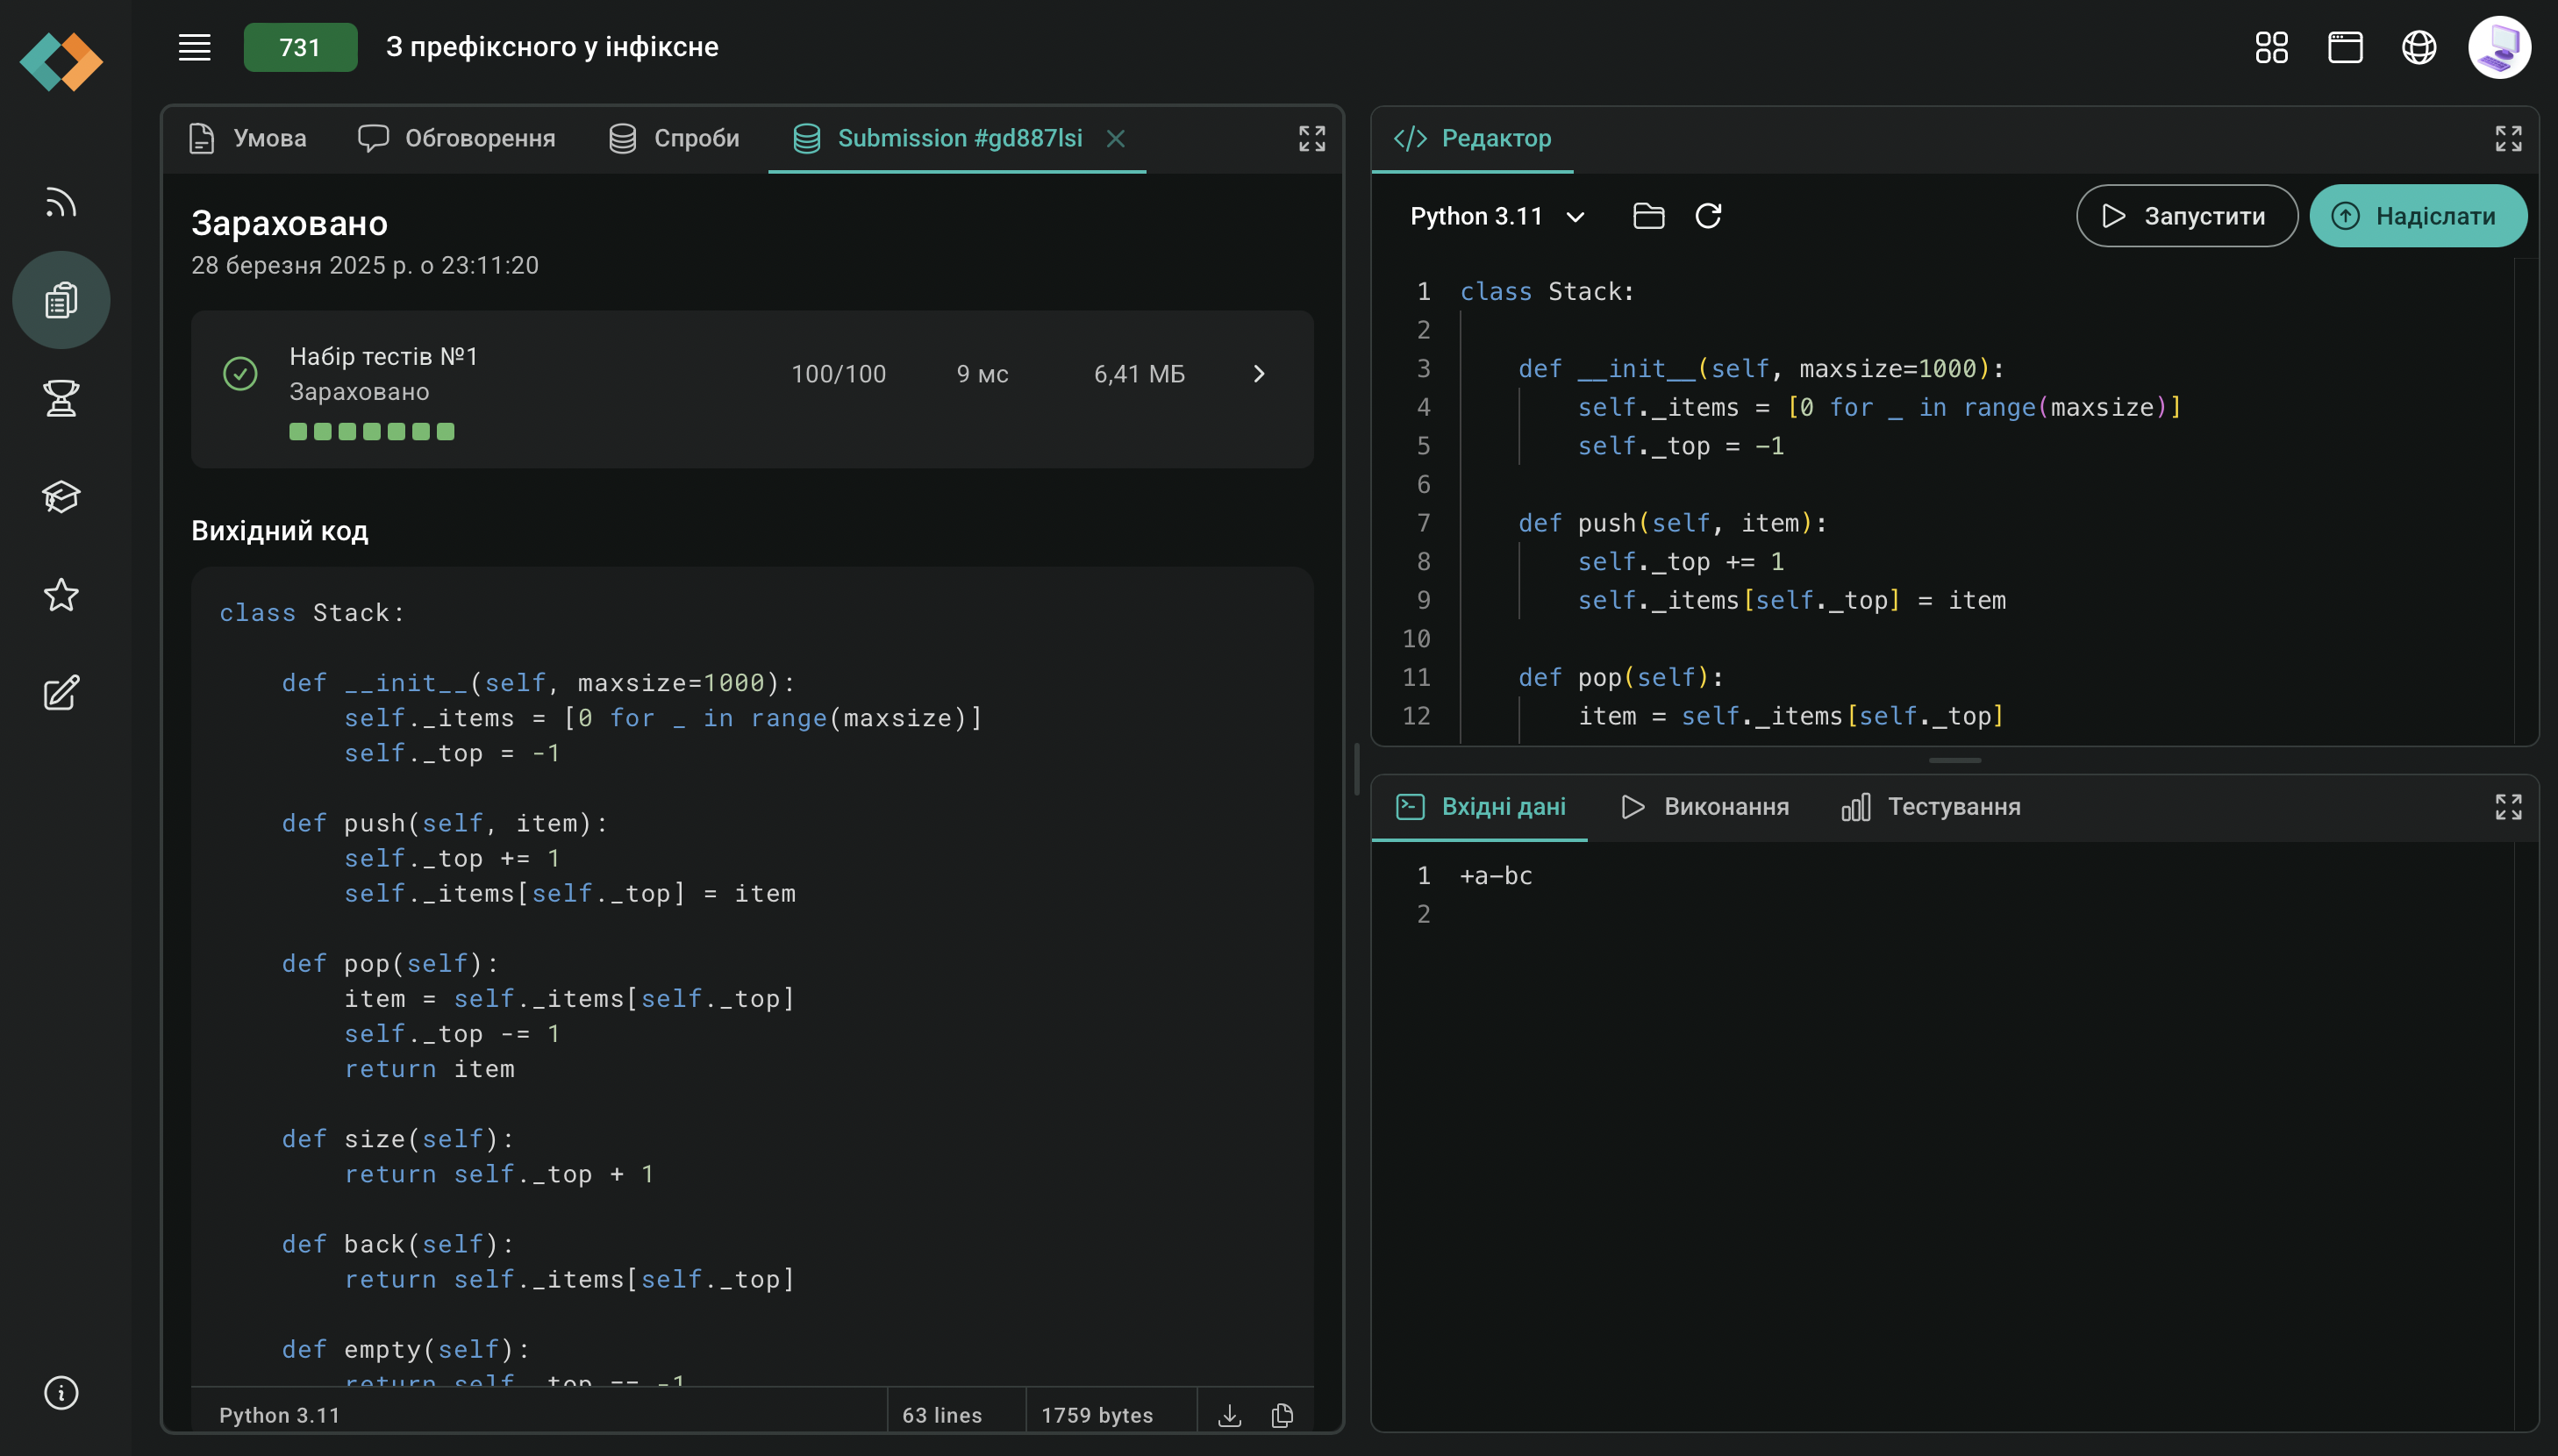 731 З префіксного у інфіксне
Умова Обговорення Спроби Submission #gd887lsi
Зараховано
28 березня 2025 р. о 23:11:20
Набір тестів №1
Зараховано
100/100 9 мс 6,41 МБ
Вихідний код
class Stack:
    def __init__(self, maxsize=1000):
        self._items = [0 for _ in range(maxsize)]
        self._top = -1
    def push(self, item):
        self._top += 1
        self._items[self._top] = item
    def pop(self):
        item = self._items[self._top]
        self._top -= 1
        return item
    def size(self):
        return self._top + 1
    def back(self):
        return self._items[self._top]
    def empty(self):
        return self._top == -1
Python 3.11 63 lines 1759 bytes
Редактор
Python 3.11 Запустити Надіслати
1 class Stack:
2
3     def __init__(self, maxsize=1000):
4         self._items = [0 for _ in range(maxsize)]
5         self._top = -1
6
7     def push(self, item):
8         self._top += 1
9         self._items[self._top] = item
10
11     def pop(self):
12         item = self._items[self._top]
Вхідні дані Виконання Тестування
1 +a-bc
2